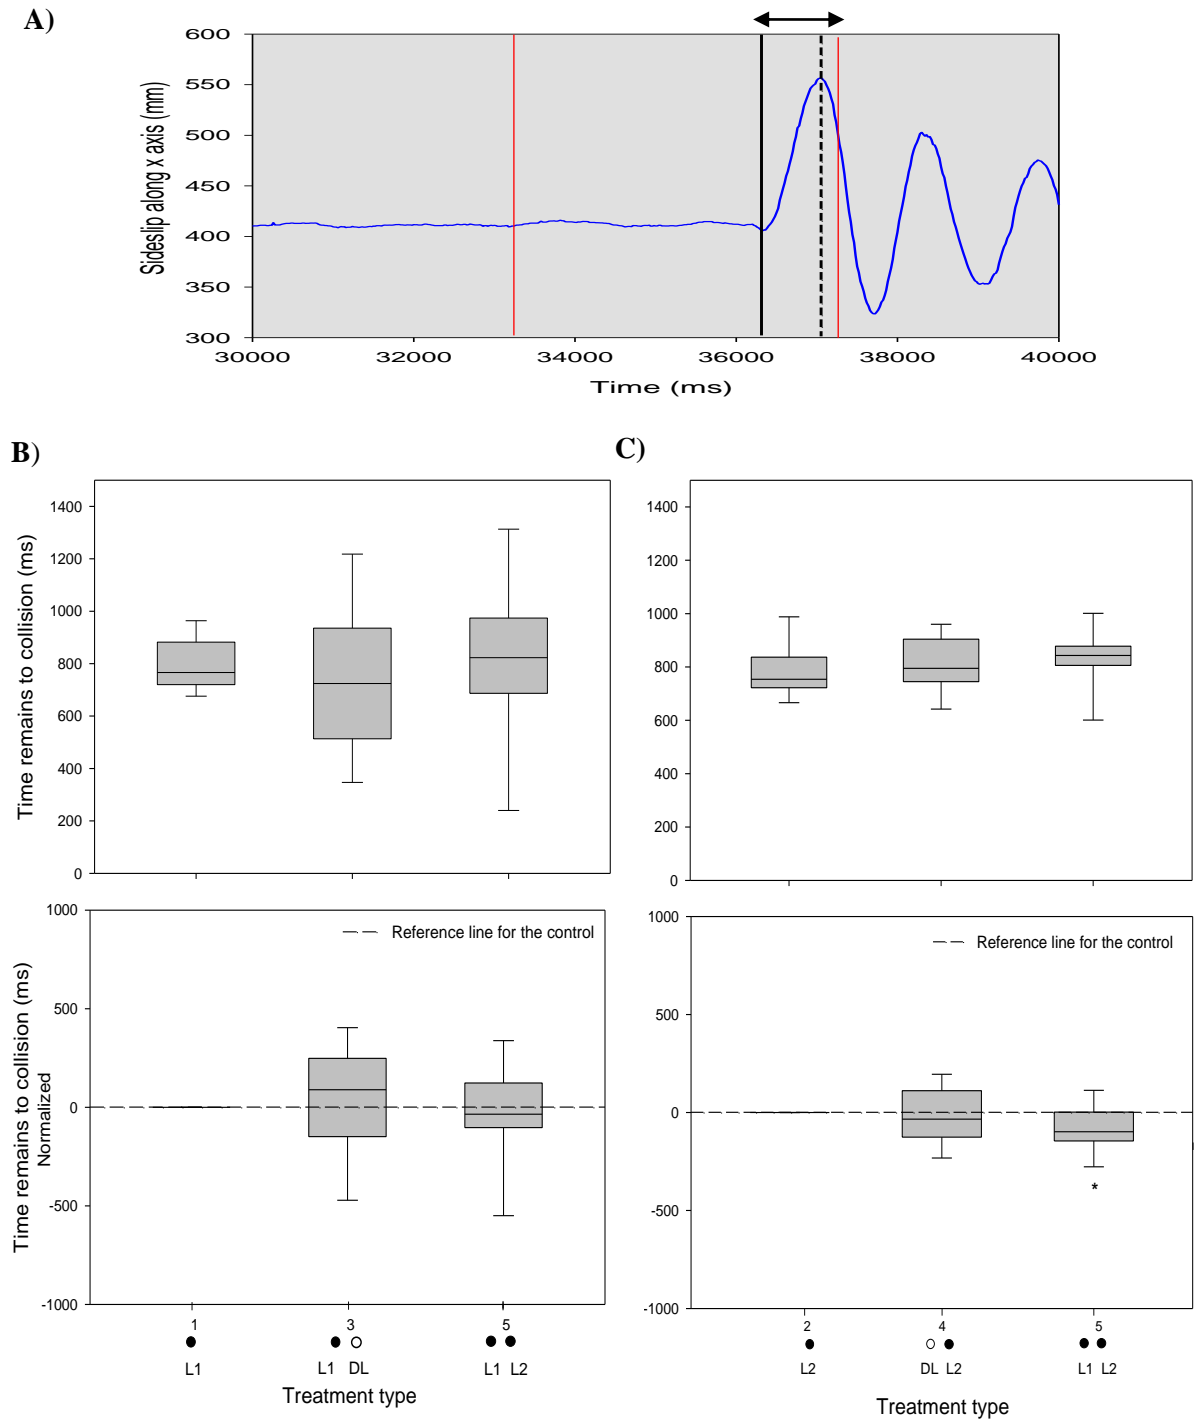 A)
600
550
500
450
400
350
300
Sideslip along x axis (mm)
30000 32000 34000 36000 38000 40000
Time (ms)
B)
1400
1200
1000
800
600
400
200
0
Time remains to collision (ms)
1000
500
0
-500
-1000
Time remains to collision (ms)
Normalized
Reference line for the control
1 3 5
L1 L1 DL L1 L2
Treatment type
C)
1400
1200
1000
800
600
400
200
0
1000
500
0
-500
-1000
Reference line for the control
*
2 4 5
L2 DL L2 L1 L2
Treatment type